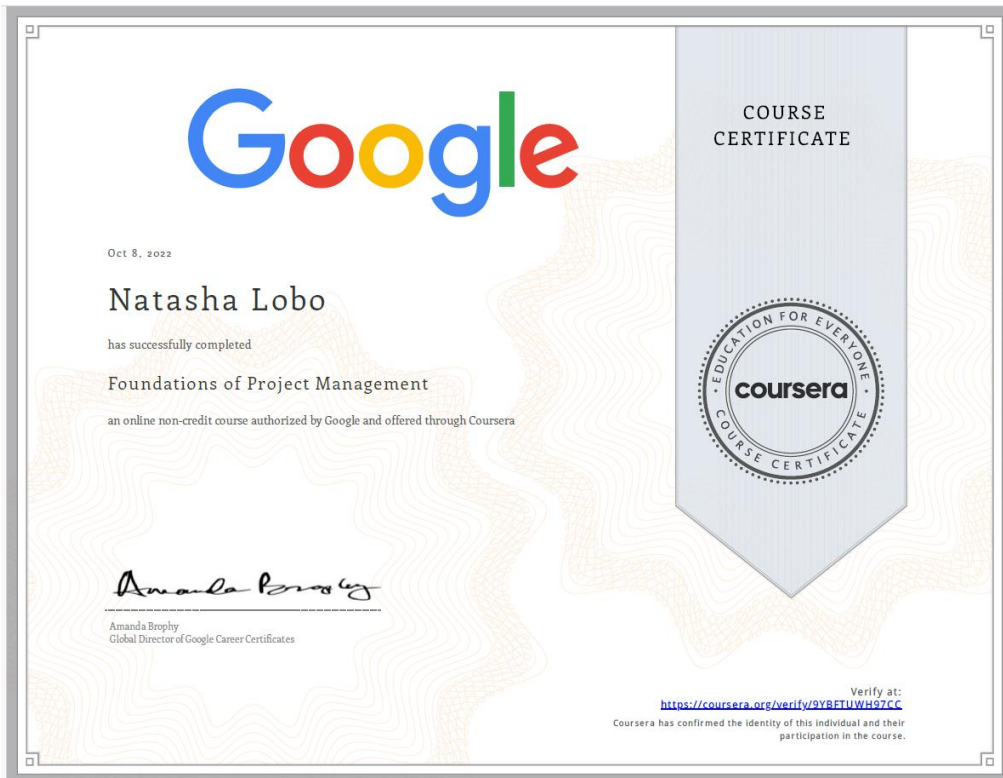 Google
COURSE
CERTIFICATE
Oct 8, 2022
Natasha Lobo
has successfully completed
Foundations of Project Management
an online non-credit course authorized by Google and offered through Coursera
EDUCATION FOR EVERYONE
coursera
COURSE CERTIFICATE
Amanda Brophy
Amanda Brophy
Global Director of Google Career Certificates
Verify at:
https://coursera.org/verify/9YBFTUWH97CC
Coursera has confirmed the identity of this individual and their
participation in the course.